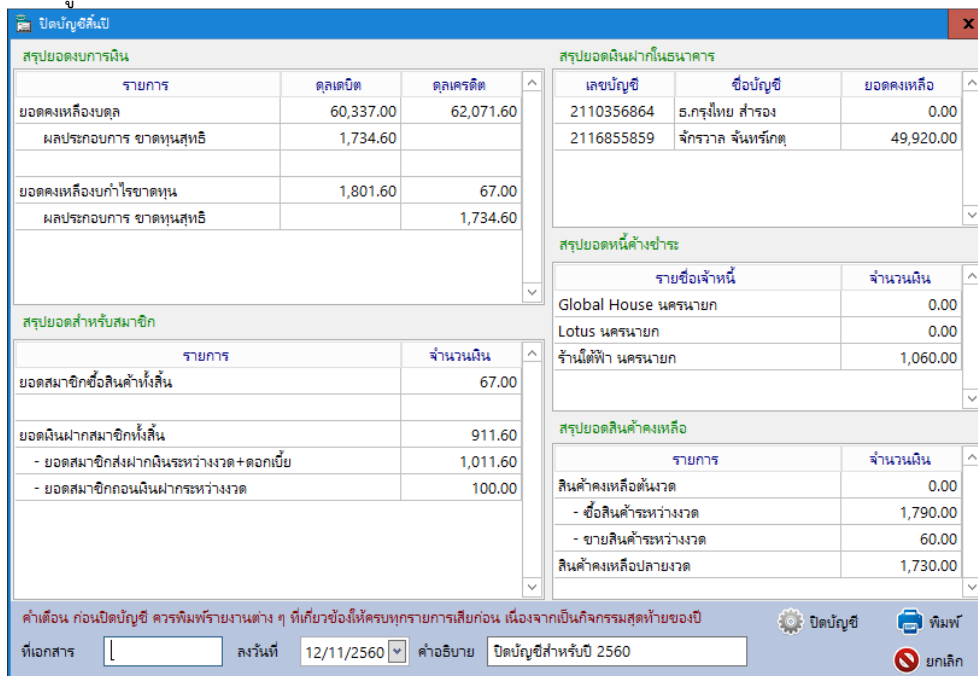 ปิดบัญชีสิ้นปี
x
สรุปยอดงบการเงิน
รายการ ดุลเดบิต ดุลเครดิต
ยอดคงเหลืองบดุล 60,337.00 62,071.60
ผลประกอบการ ขาดทุนสุทธิ 1,734.60
ยอดคงเหลืองบกำไรขาดทุน 1,801.60 67.00
ผลประกอบการ ขาดทุนสุทธิ 1,734.60
สรุปยอดสำหรับสมาชิก
รายการ จำนวนเงิน
ยอดสมาชิกซื้อสินค้าทั้งสิ้น 67.00
ยอดเงินฝากสมาชิกทั้งสิ้น 911.60
- ยอดสมาชิกส่งฝากเงินระหว่างงวด+ดอกเบี้ย 1,011.60
- ยอดสมาชิกถอนเงินฝากระหว่างงวด 100.00
สรุปยอดเงินฝากในธนาคาร
เลขบัญชี ชื่อบัญชี ยอดคงเหลือ
2110356864 ธ.กรุงไทย สำรอง 0.00
2116855859 จักรวาล จันทร์เกตุ 49,920.00
สรุปยอดหนี้ค้างชำระ
รายชื่อเจ้าหนี้ จำนวนเงิน
Global House นครนายก 0.00
Lotus นครนายก 0.00
ร้านใต้ฟ้า นครนายก 1,060.00
สรุปยอดสินค้าคงเหลือ
รายการ จำนวนเงิน
สินค้าคงเหลือต้นงวด 0.00
- ซื้อสินค้าระหว่างงวด 1,790.00
- ขายสินค้าระหว่างงวด 60.00
สินค้าคงเหลือปลายงวด 1,730.00
คำเตือน ก่อนปิดบัญชี ควรพิมพ์รายงานต่าง ๆ ที่เกี่ยวข้องให้ครบทุกรายการเสียก่อน เนื่องจากเป็นกิจกรรมสุดท้ายของปี
ปิดบัญชี พิมพ์
ที่เอกสาร ลงวันที่ 12/11/2560 คำอธิบาย ปิดบัญชีสำหรับปี 2560
ยกเลิก